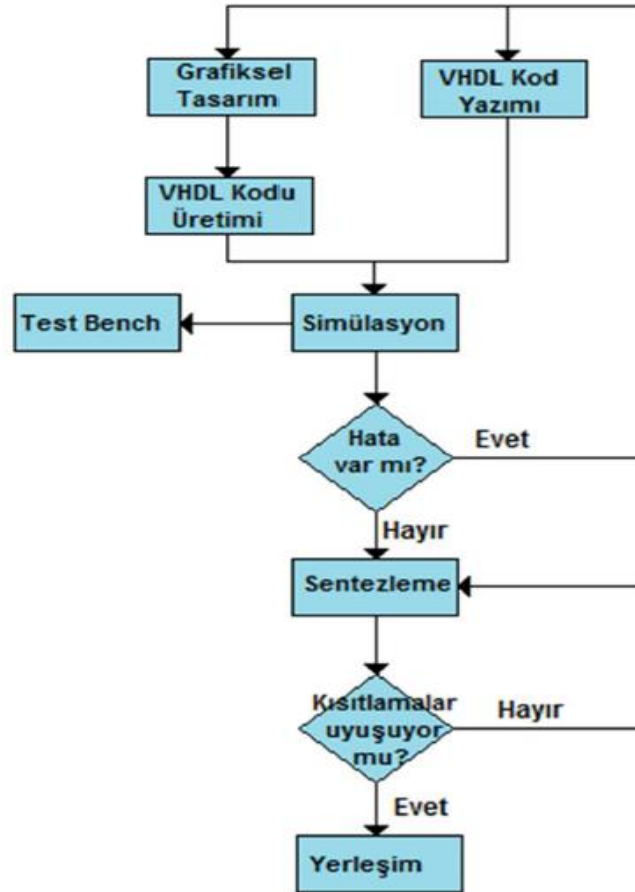 Grafiksel
Tasarım
VHDL Kod
Yazımı
VHDL Kodu
Üretimi
Test Bench
Simülasyon
Hata
var mı?
Evet
Hayır
Sentezleme
Kısıtlamalar
uyuşuyor
mu?
Hayır
Evet
Yerleşim